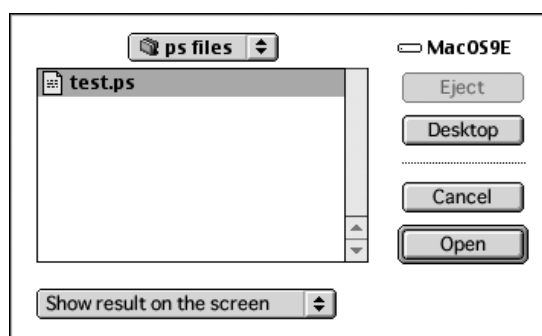 ps files
MacOS9E
test.ps
Eject
Desktop
Cancel
Open
Show result on the screen